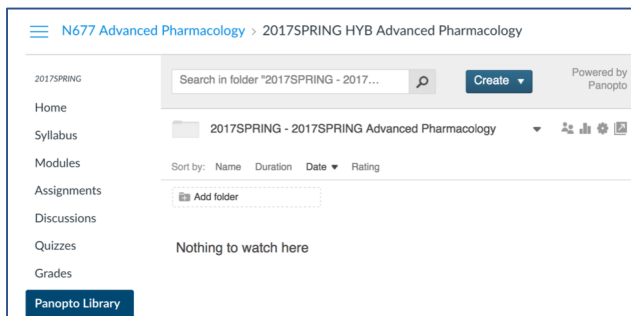 N677 Advanced Pharmacology > 2017SPRING HYB Advanced Pharmacology
2017SPRING
Home
Syllabus
Modules
Assignments
Discussions
Quizzes
Grades
Panopto Library
Search in folder "2017SPRING - 2017...
Create
Powered by
Panopto
2017SPRING - 2017SPRING Advanced Pharmacology
Sort by: Name Duration Date Rating
Add folder
Nothing to watch here